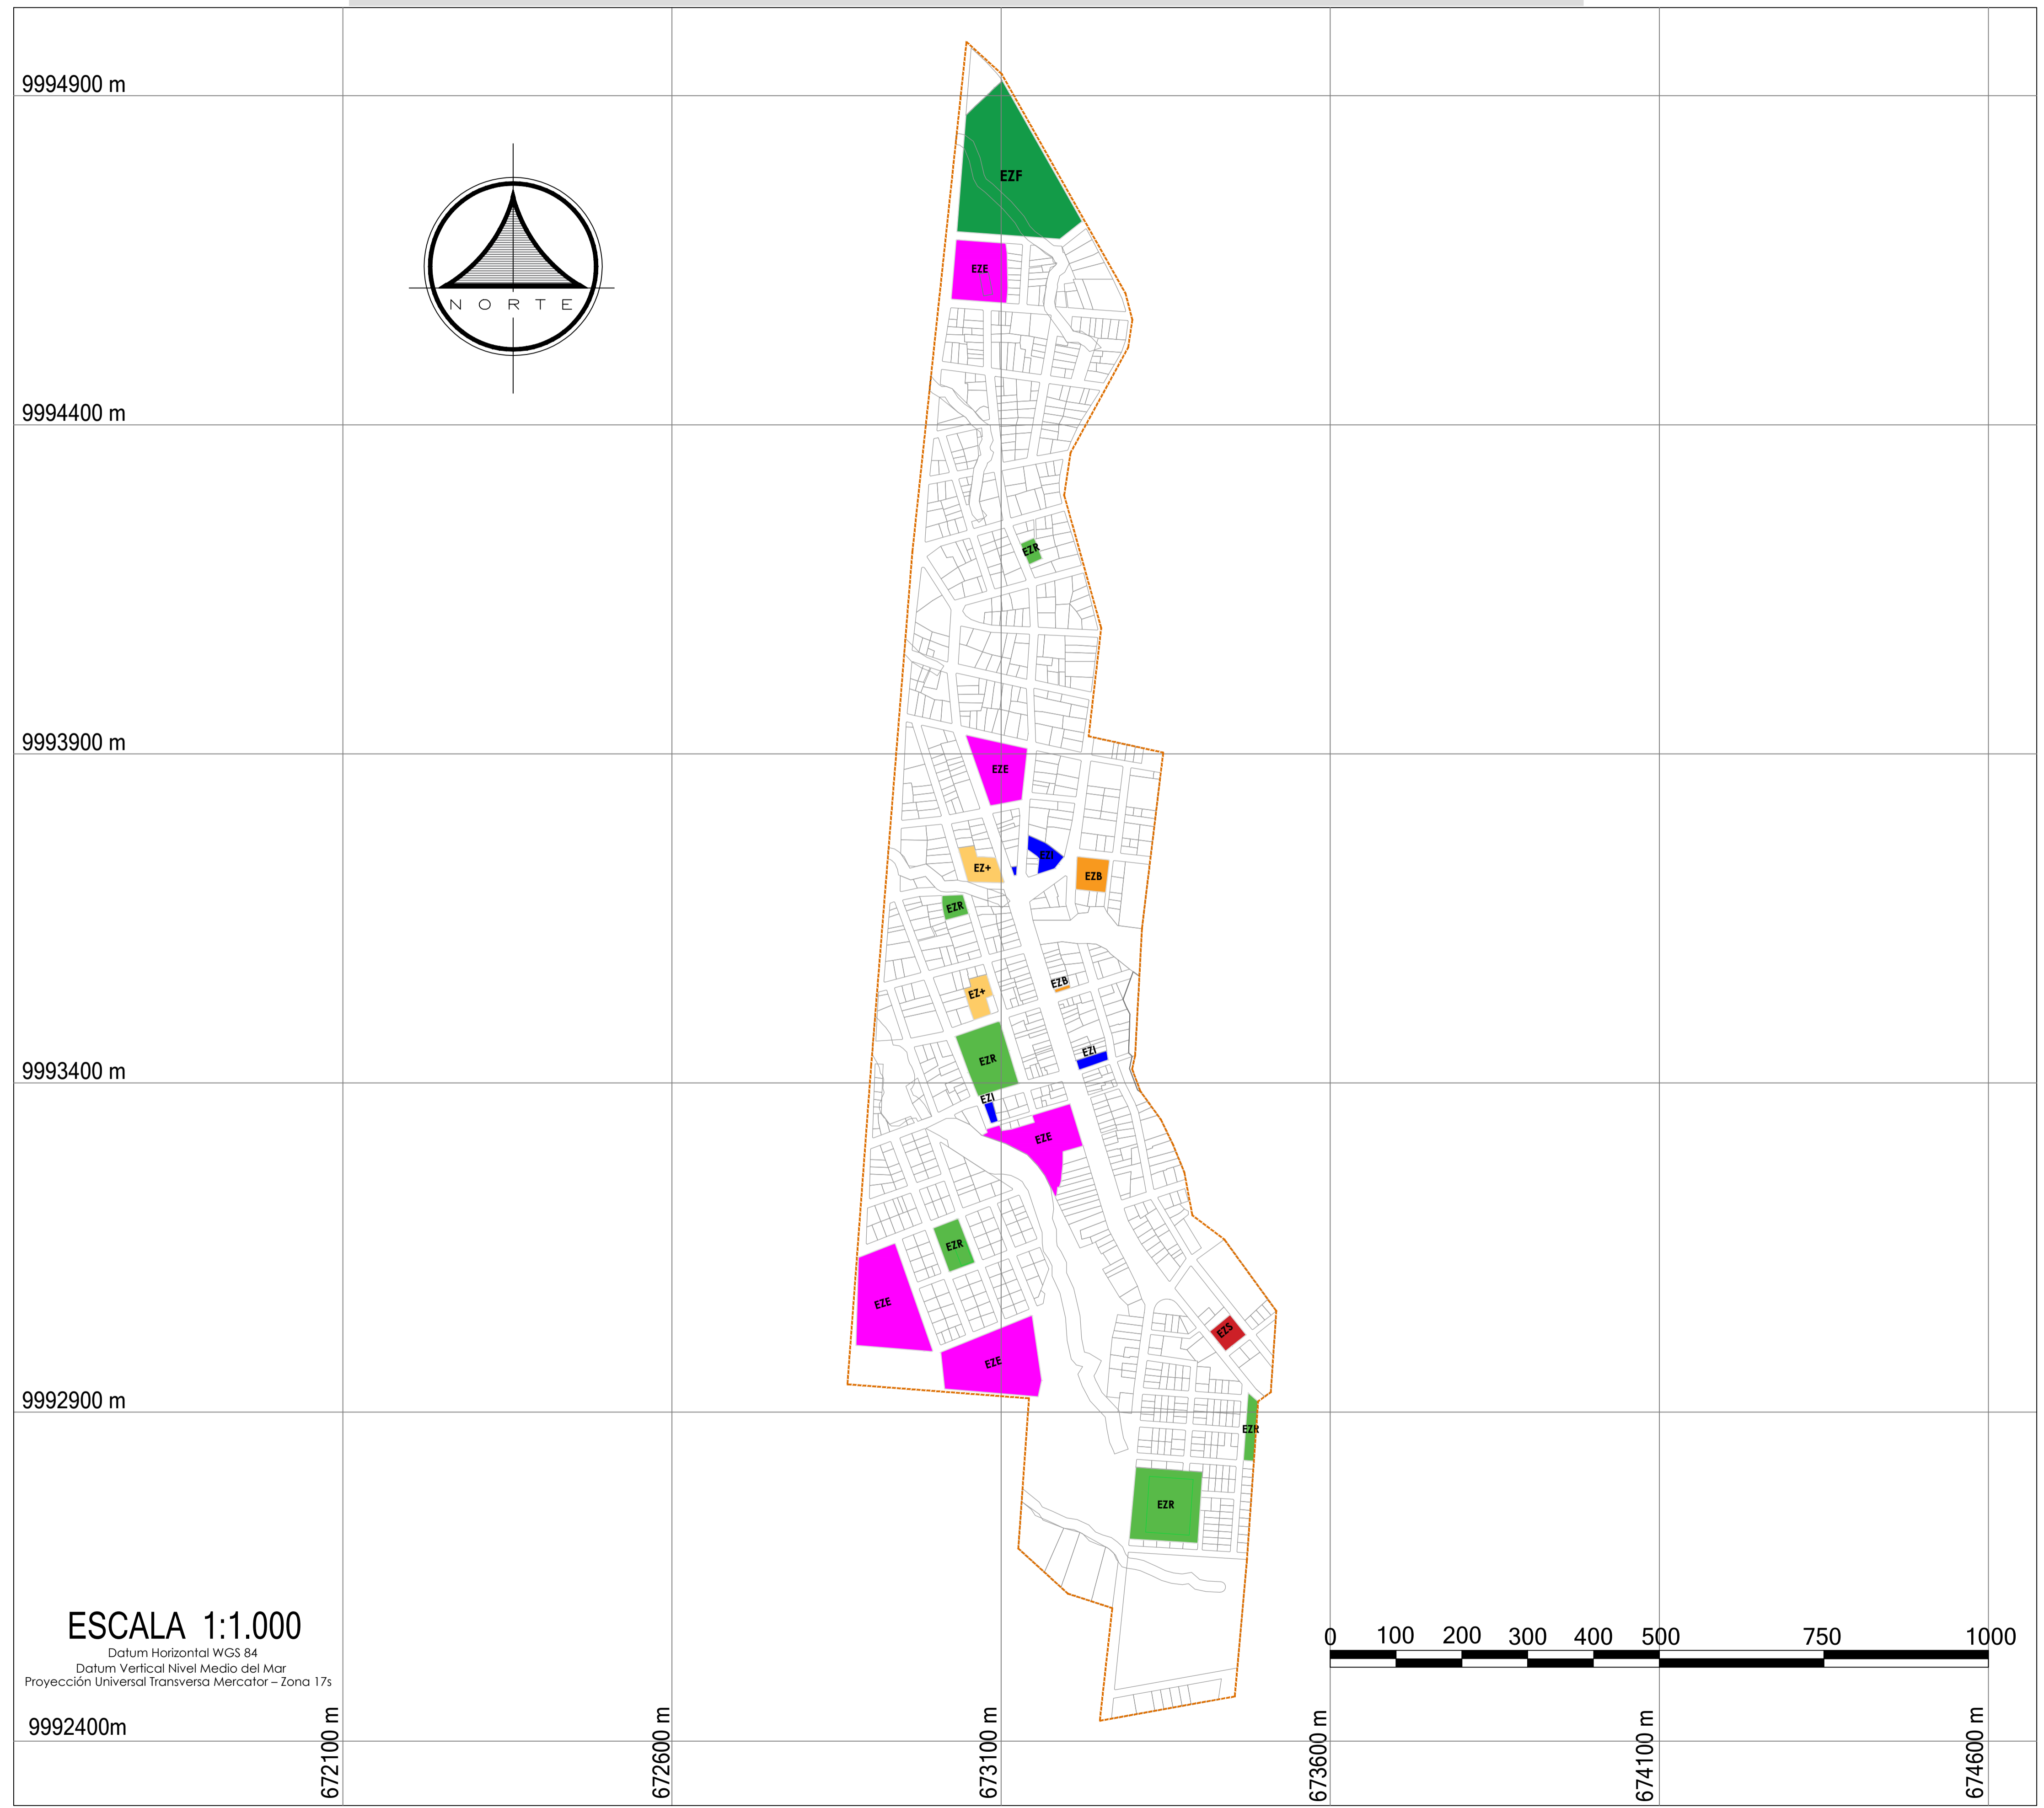 9994900 m
EZF
EZE
N O R T E
9994400 m
EZR
9993900 m
EZE
EZI
EZ+
EZB
EZR
EZB
EZ+
EZI
EZR
9993400 m
EZI
EZE
EZR
EZE
EZS
EZE
9992900 m
EZR
EZR
ESCALA 1:1.000
Datum Horizontal WGS 84
Datum Vertical Nivel Medio del Mar
Proyección Universal Transversa Mercator – Zona 17s
0 100 200 300 400 500 750 1000
9992400m
672100 m
672600 m
673100 m
673600 m
674100 m
674600 m